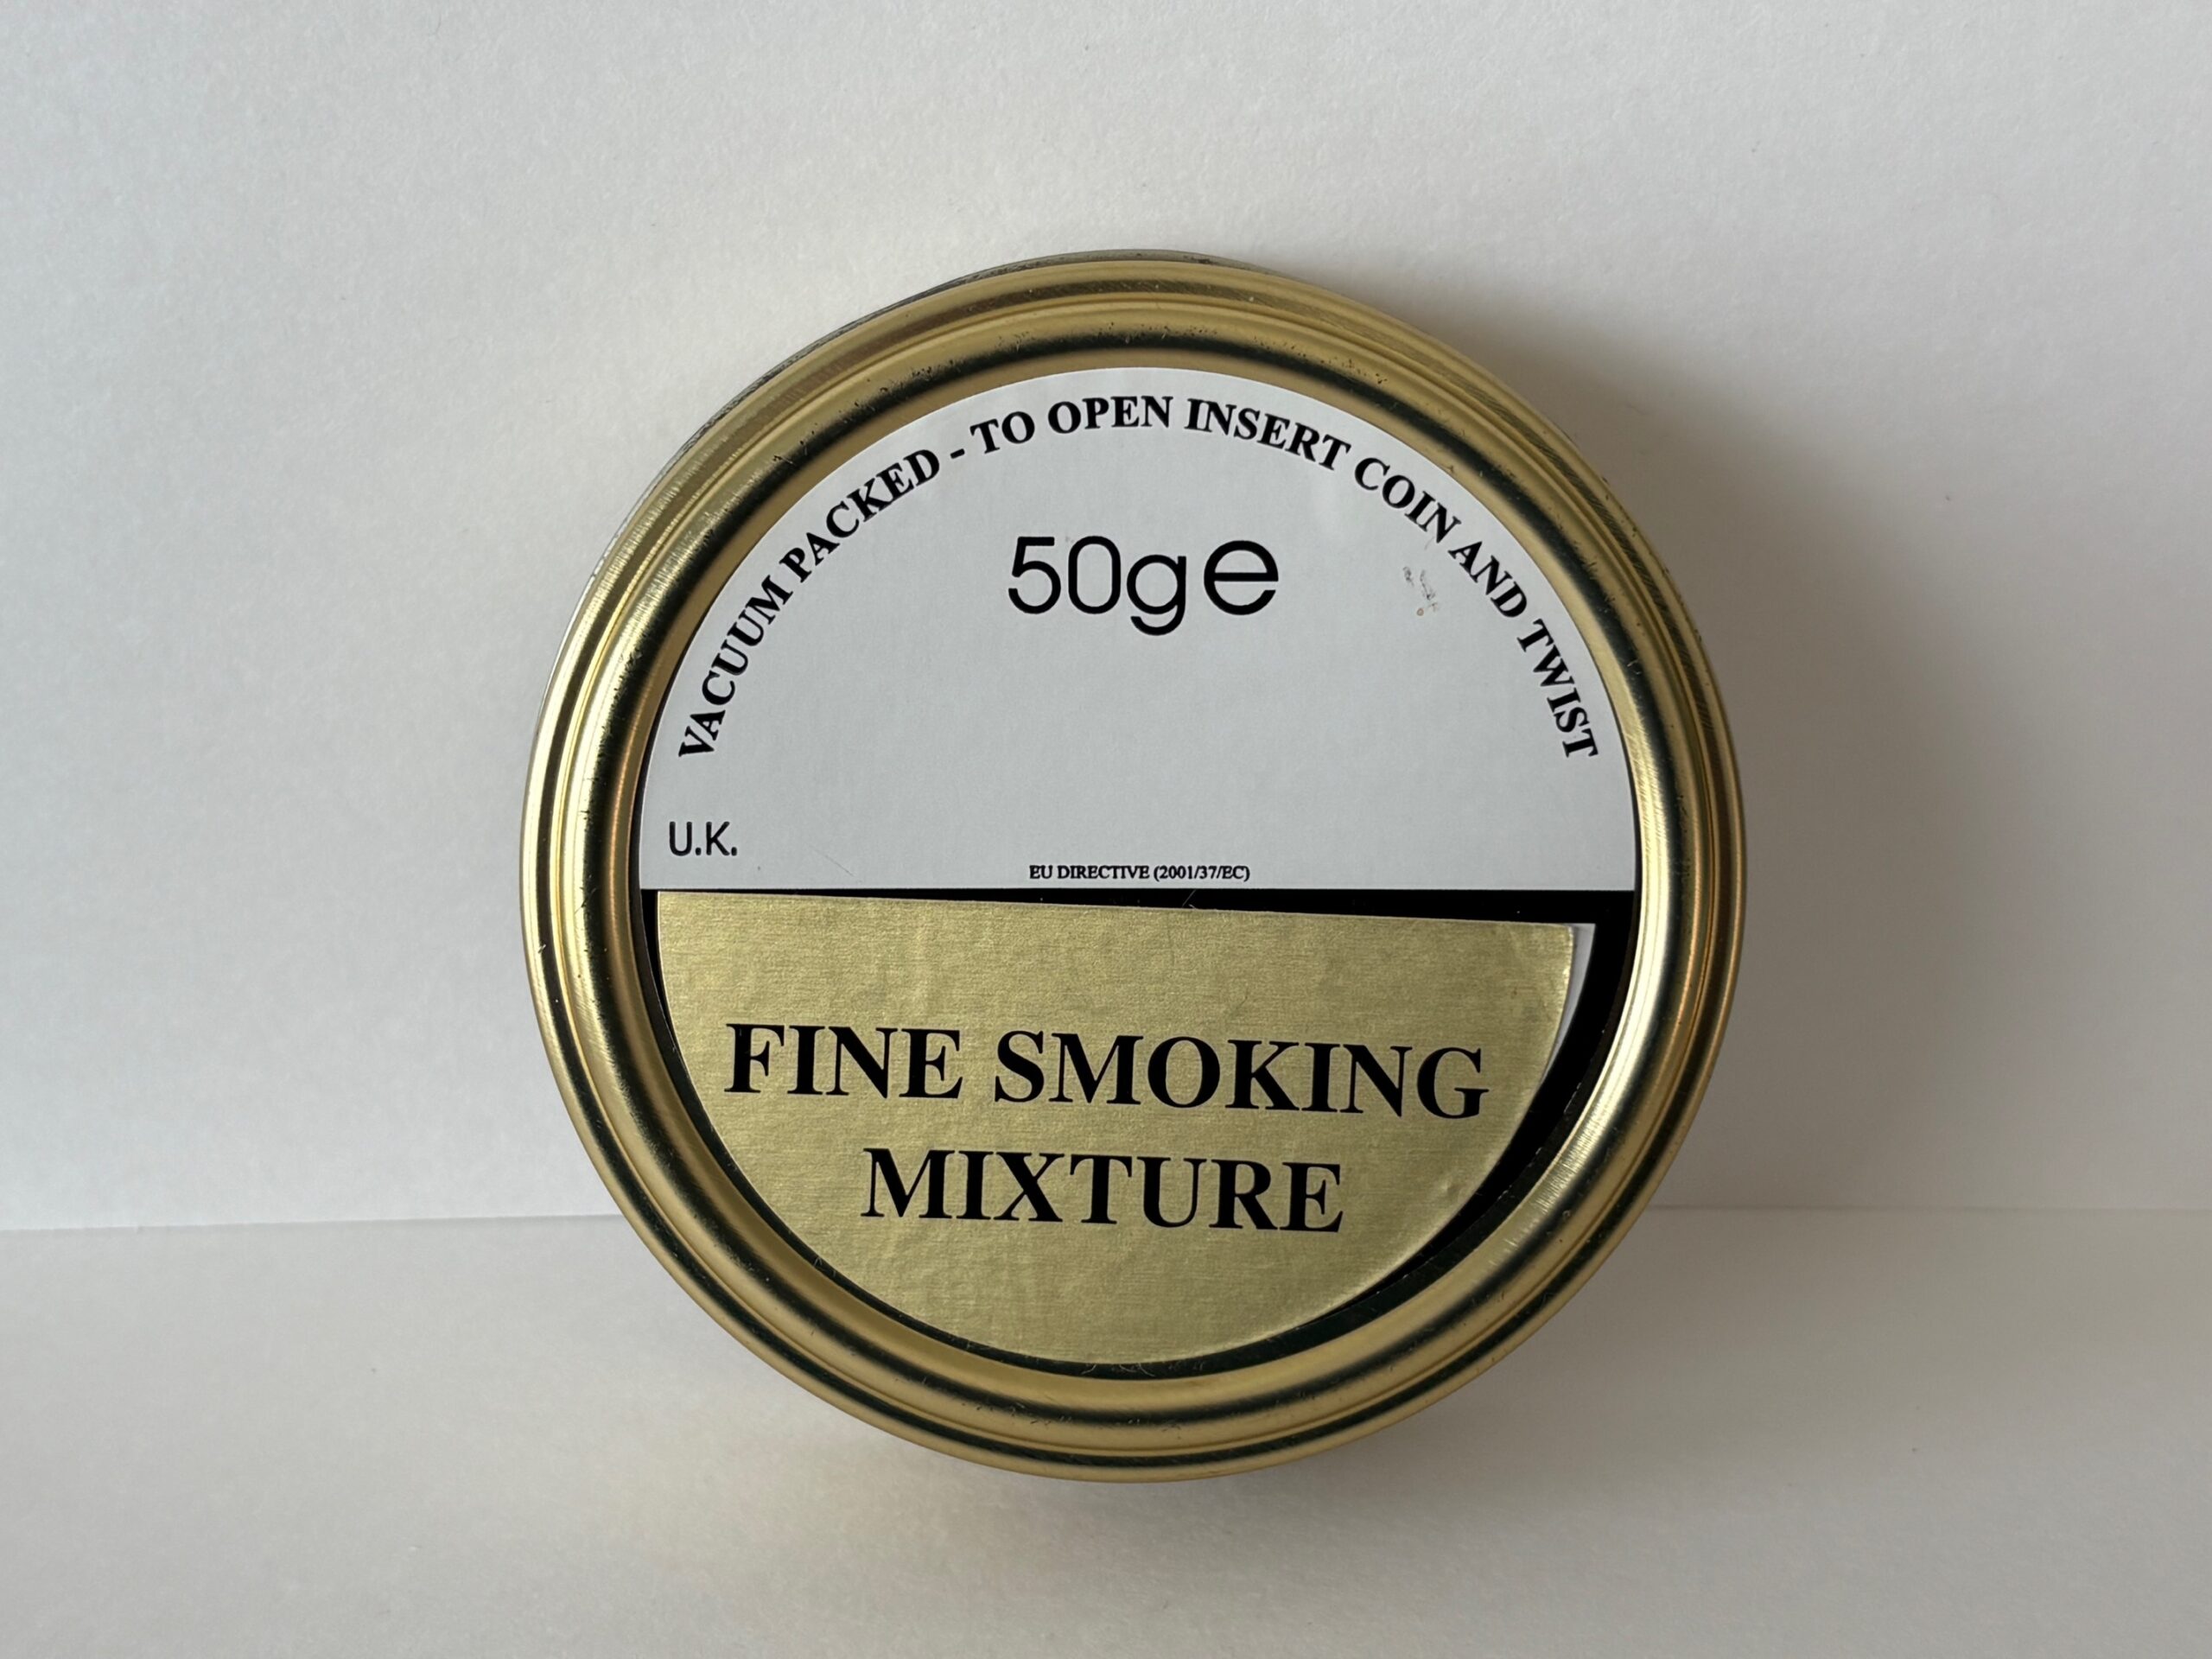 VACUUM PACKED - TO OPEN INSERT COIN AND TWIST
50g e
U.K.
EU DIRECTIVE (2001/37/EC)
FINE SMOKING
MIXTURE